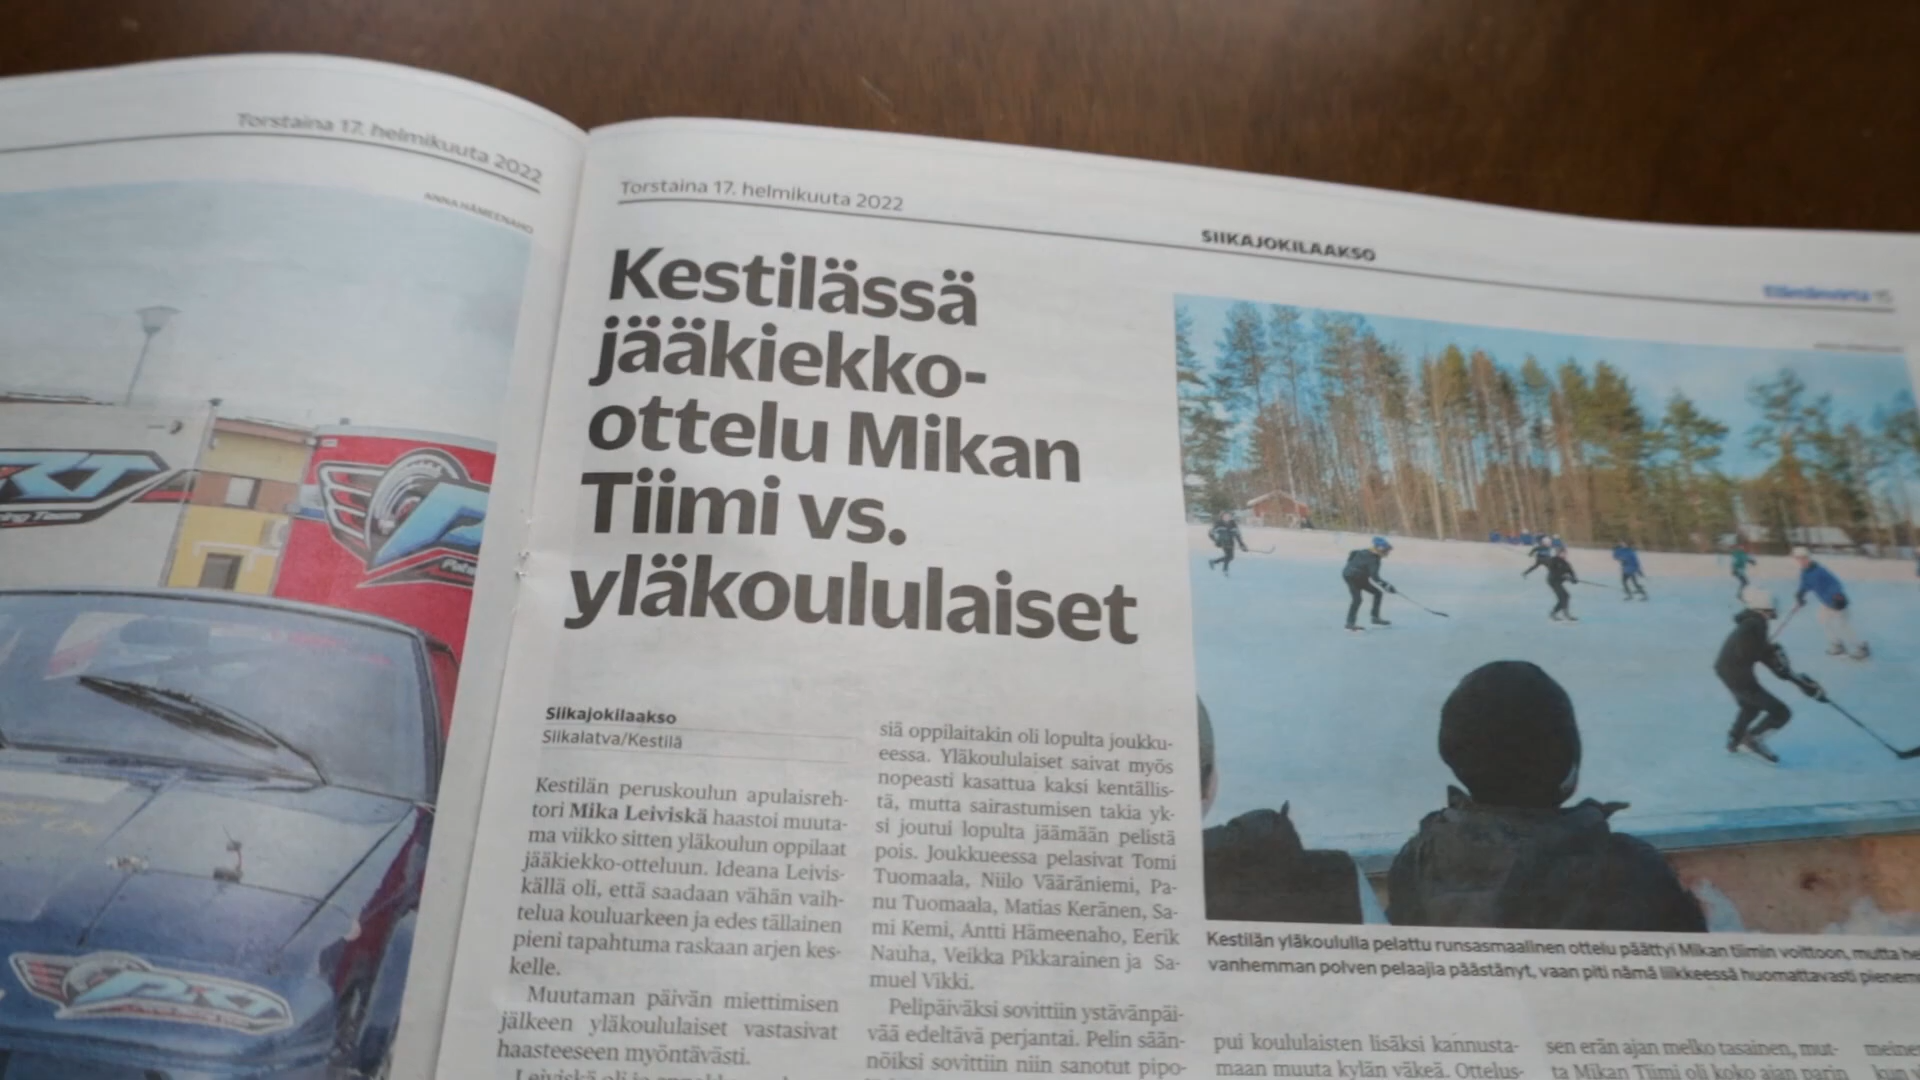 Torstaina 17. helmikuuta 2022
ANNA HÄMEENAHO
Torstaina 17. helmikuuta 2022
SIIKAJOKILAAKSO
Kestilässä
jääkiekko-
ottelu Mikan
Tiimi vs.
yläkoululaiset
Siikajokilaakso
Siikalatva/Kestilä
Kestilän peruskoulun apulaisreh-
tori Mika Leiviskä haastoi muuta-
ma viikko sitten yläkoulun oppilaat
jääkiekko-otteluun. Ideana Leivis-
källä oli, että saadaan vähän vaih-
telua kouluarkeen ja edes tällainen
pieni tapahtuma raskaan arjen kes-
kelle.
Muutaman päivän miettimisen
jälkeen yläkoululaiset vastasivat
haasteeseen myöntävästi.
siä oppilaitakin oli lopulta joukku-
eessa. Yläkoululaiset saivat myös
nopeasti kasattua kaksi kentällis-
tä, mutta sairastumisen takia yk-
si joutui lopulta jäämään pelistä
pois. Joukkueessa pelasivat Tomi
Tuomaala, Niilo Vääräniemi, Pa-
nu Tuomaala, Matias Keränen, Sa-
mi Kemi, Antti Hämeenaho, Eerik
Nauha, Veikka Pikkarainen ja Sa-
muel Vikki.
Pelipäiväksi sovittiin ystävänpäi-
vää edeltävä perjantai. Pelin sään-
nöiksi sovittiin niin sanotut pipo-
Kestilän yläkoululla pelattu runsasmaalinen ottelu päättyi Mikan tiimin voittoon, mutta he
vanhemman polven pelaajia päästänyt, vaan piti nämä liikkeessä huomattavasti pienem
pui koululaisten lisäksi kannusta-
maan muuta kylän väkeä. Ottelus-
sen erän ajan melko tasainen, mut-
ta Mikan Tiimi oli koko ajan parin